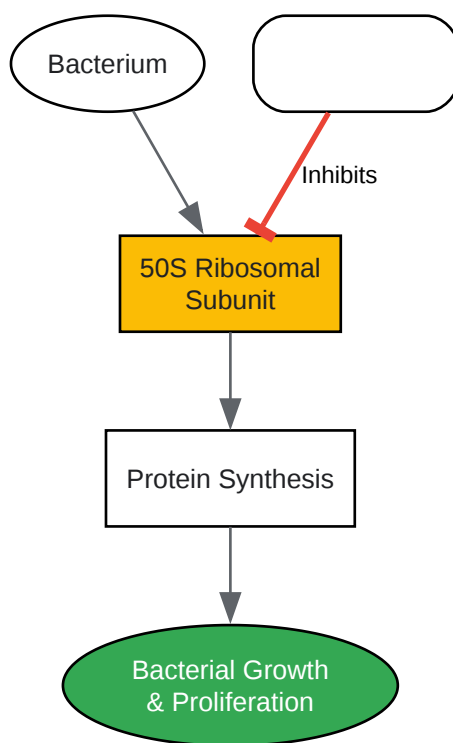 Bacterium
Inhibits
50S Ribosomal
Subunit
Protein Synthesis
Bacterial Growth
& Proliferation